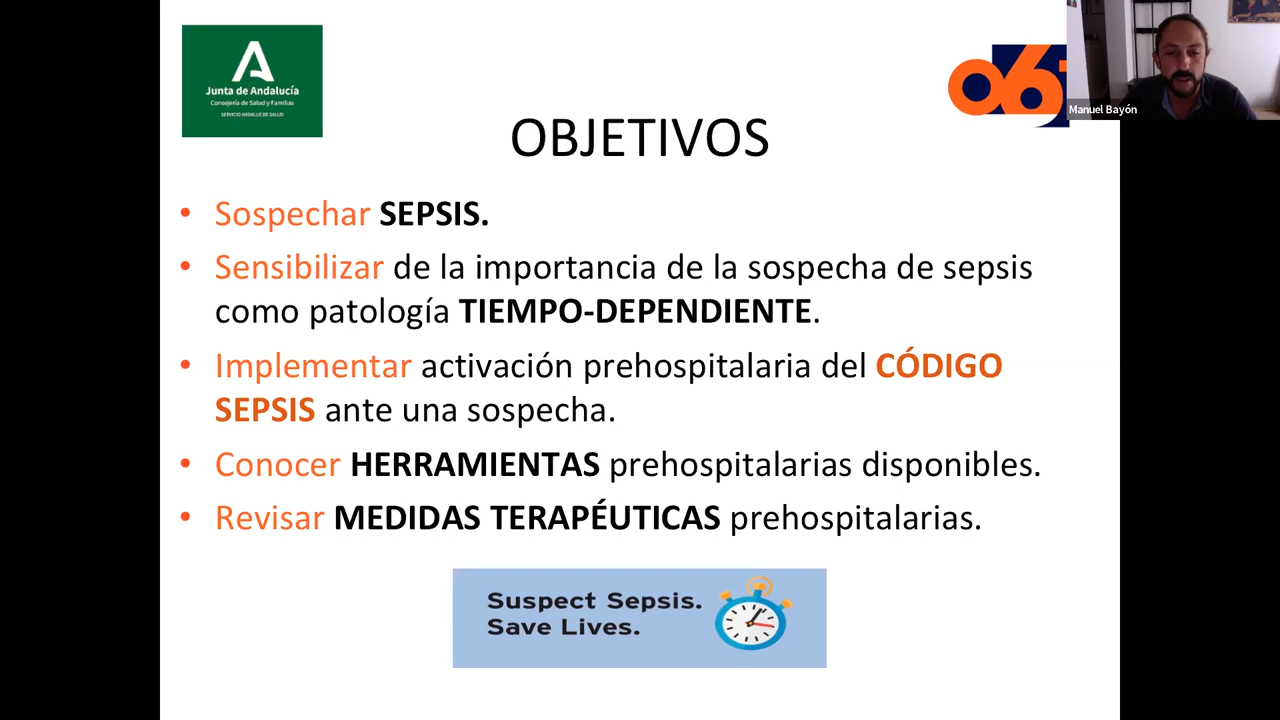 Junta de Andalucía
Consejería de Salud y Familias
SERVICIO ANDALUZ DE SALUD
061
Manuel Bayón
OBJETIVOS
• Sospechar SEPSIS.
• Sensibilizar de la importancia de la sospecha de sepsis
como patología TIEMPO-DEPENDIENTE.
• Implementar activación prehospitalaria del CÓDIGO
SEPSIS ante una sospecha.
• Conocer HERRAMIENTAS prehospitalarias disponibles.
• Revisar MEDIDAS TERAPÉUTICAS prehospitalarias.
Suspect Sepsis.
Save Lives.